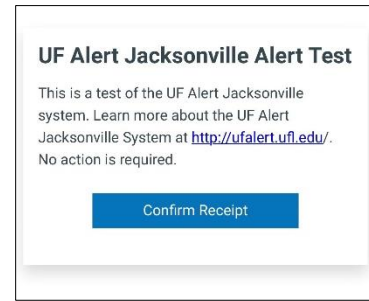 UF Alert Jacksonville Alert Test
This is a test of the UF Alert Jacksonville
system. Learn more about the UF Alert
Jacksonville System at http://ufalert.ufl.edu/.
No action is required.
Confirm Receipt